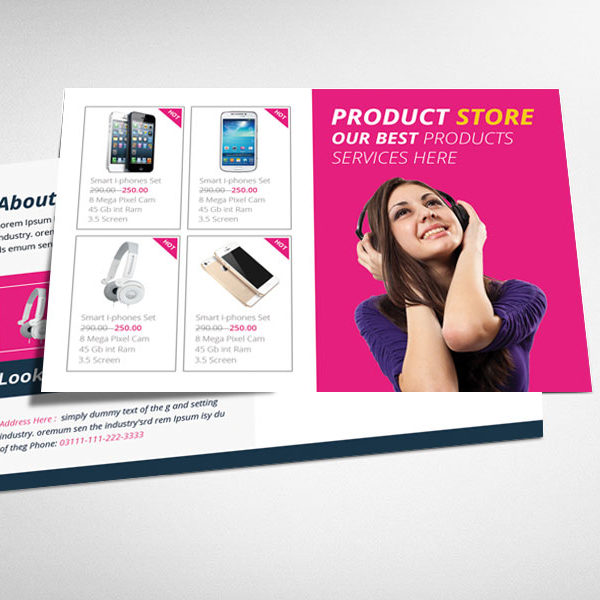 PRODUCT STORE
OUR BEST PRODUCTS
SERVICES HERE
HOT
Smart I-phones Set
290.00 - 250.00
8 Mega Pixel Cam
45 Gb int Ram
3.5 Screen
HOT
Smart I-phones Set
290.00 - 250.00
8 Mega Pixel Cam
45 Gb int Ram
3.5 Screen
HOT
Smart I-phones Set
290.00 - 250.00
8 Mega Pixel Cam
45 Gb int Ram
3.5 Screen
HOT
Smart I-phones Set
290.00 - 250.00
8 Mega Pixel Cam
45 Gb int Ram
3.5 Screen
About
orem Ipsum
industry. orem
s emum sen
Look
Address Here : simply dummy text of the g and setting
industry. oremum sen the industry'srd rem Ipsum isy du
of theg Phone: 03111-111-222-3333